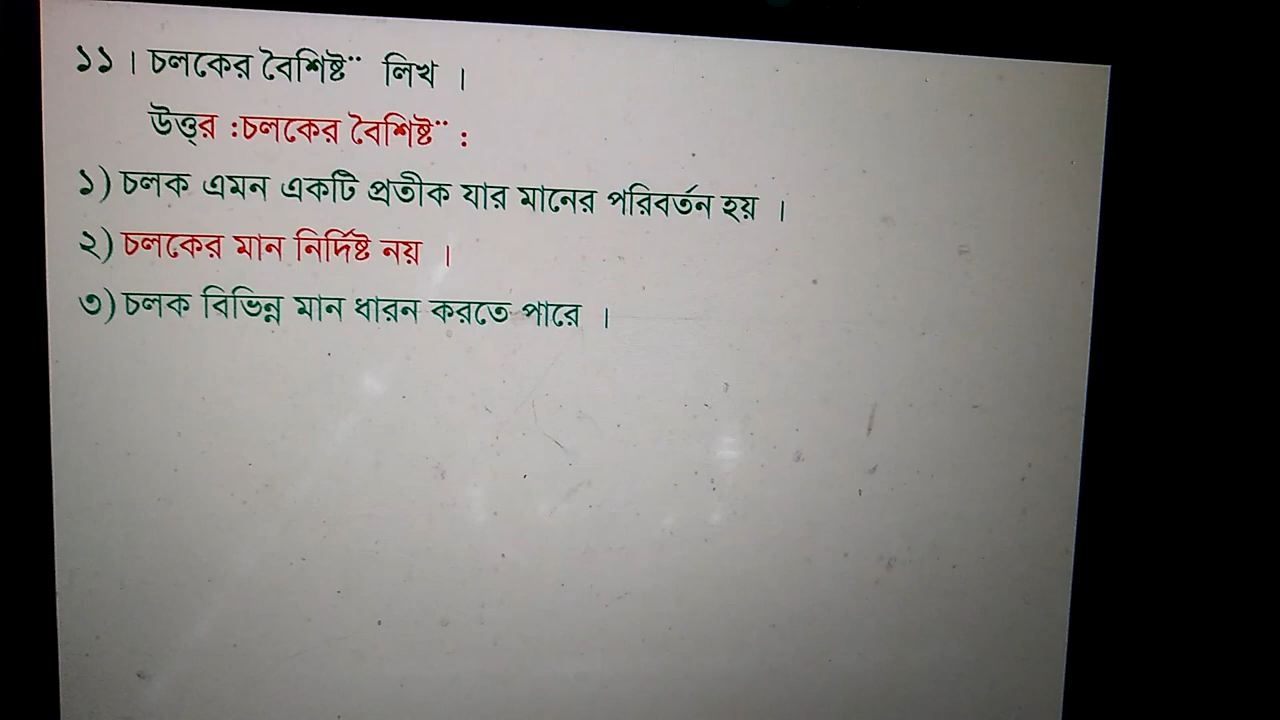 ১১ । চলকের বৈশিষ্ট¨ লিখ ।
উত্ত্র :চলকের বৈশিষ্ট¨ :
১) চলক এমন একটি প্রতীক যার মানের পরিবর্তন হয় ।
২) চলকের মান নির্দিষ্ট নয় ।
৩) চলক বিভিন্ন মান ধারন করতে পারে ।